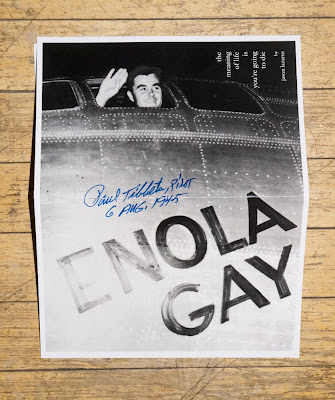 the
meaning
of life
is
you're going
to die
by
jason lazarus
Paul Tibbets, Pilot
6 AUG. 1945
ENOLA
GAY